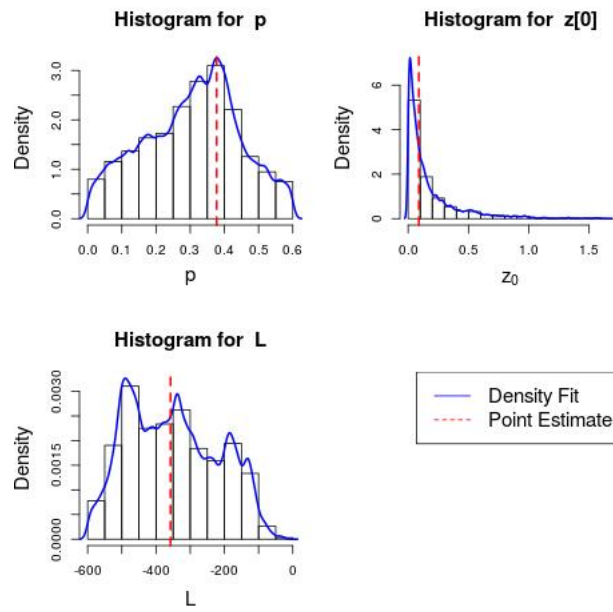 Histogram for p
Density
0.0 1.0 2.0 3.0
0.0 0.1 0.2 0.3 0.4 0.5 0.6
p
Histogram for z[0]
Density
0 2 4 6
0.0 0.5 1.0 1.5
z₀
Histogram for L
Density
0.0000 0.0015 0.0030
-600 -400 -200 0
L
Density Fit
Point Estimate